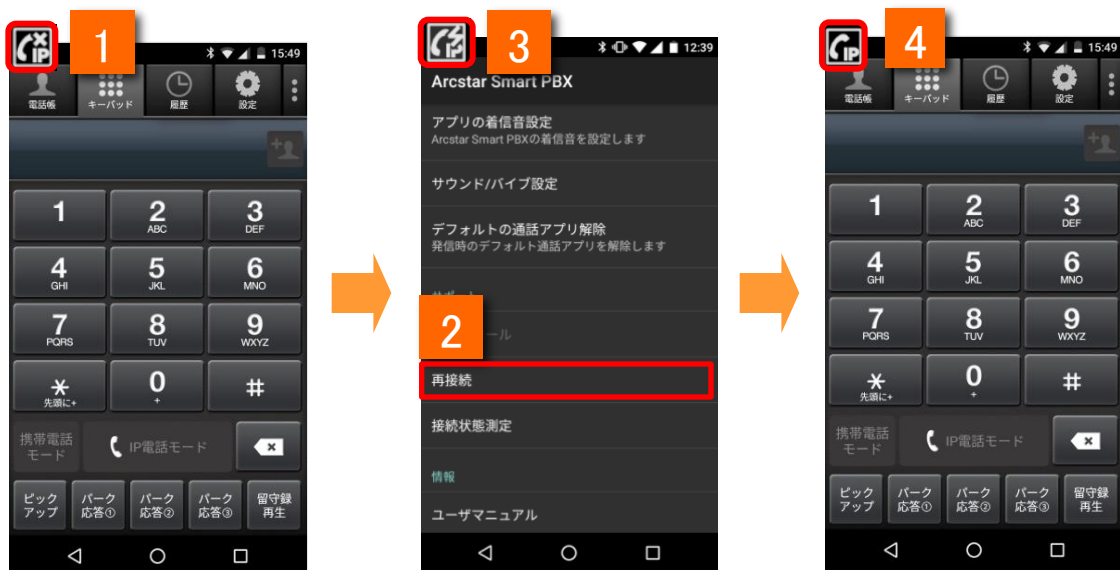 IP
1
15:49
電話帳
キーパッド
履歴
設定
1
2
ABC
3
DEF
4
GHI
5
JKL
6
MNO
7
PQRS
8
TUV
9
WXYZ
先頭に+
0
+
#
携帯電話
モード
IP電話モード
ピック
アップ
パーク
応答①
パーク
応答②
パーク
応答③
留守録
再生
IP
3
12:39
Arcstar Smart PBX
アプリの着信音設定
Arcstar Smart PBXの着信音を設定します
サウンド/バイブ設定
デフォルトの通話アプリ解除
発信時のデフォルト通話アプリを解除します
2
ール
再接続
接続状態測定
情報
ユーザマニュアル
IP
4
15:49
電話帳
キーパッド
履歴
設定
1
2
ABC
3
DEF
4
GHI
5
JKL
6
MNO
7
PQRS
8
TUV
9
WXYZ
先頭に+
0
+
#
携帯電話
モード
IP電話モード
ピック
アップ
パーク
応答①
パーク
応答②
パーク
応答③
留守録
再生